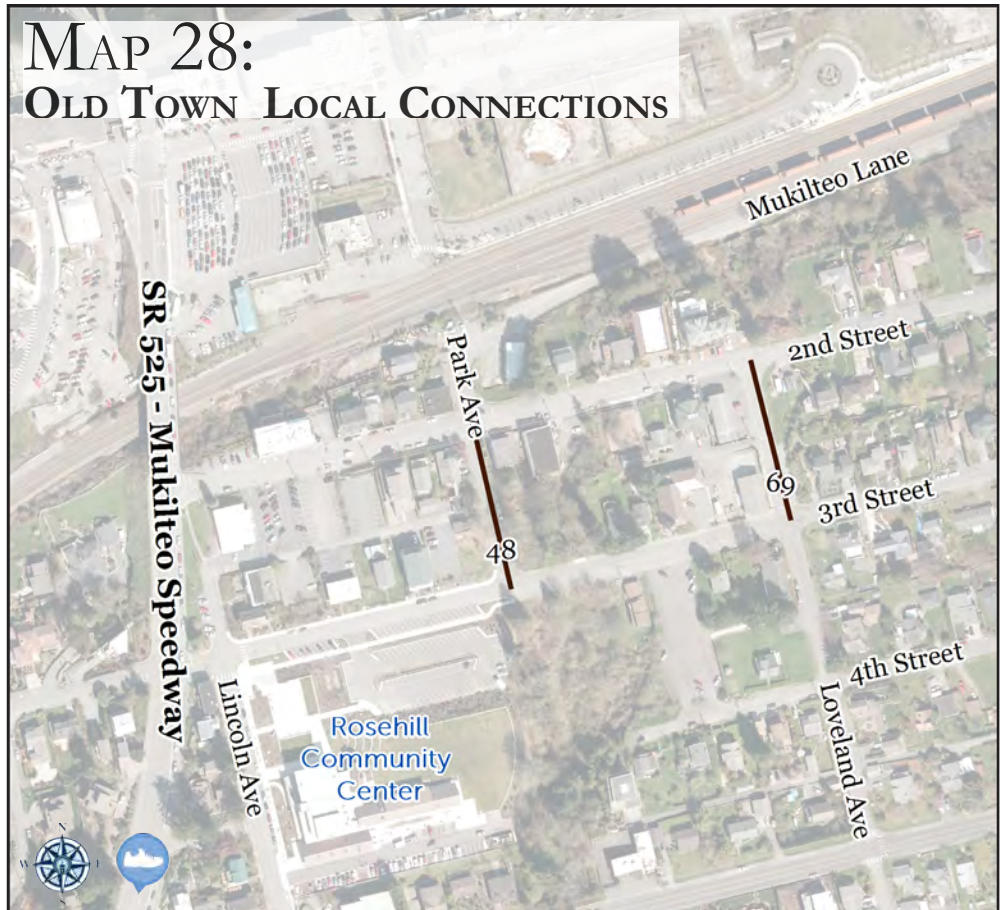 MAP 28:
OLD TOWN LOCAL CONNECTIONS
Mukilteo Lane
SR 525 - Mukilteo Speedway
Park Ave
2nd Street
69
3rd Street
48
4th Street
Lincoln Ave
Loveland Ave
Rosehill
Community
Center
N
W